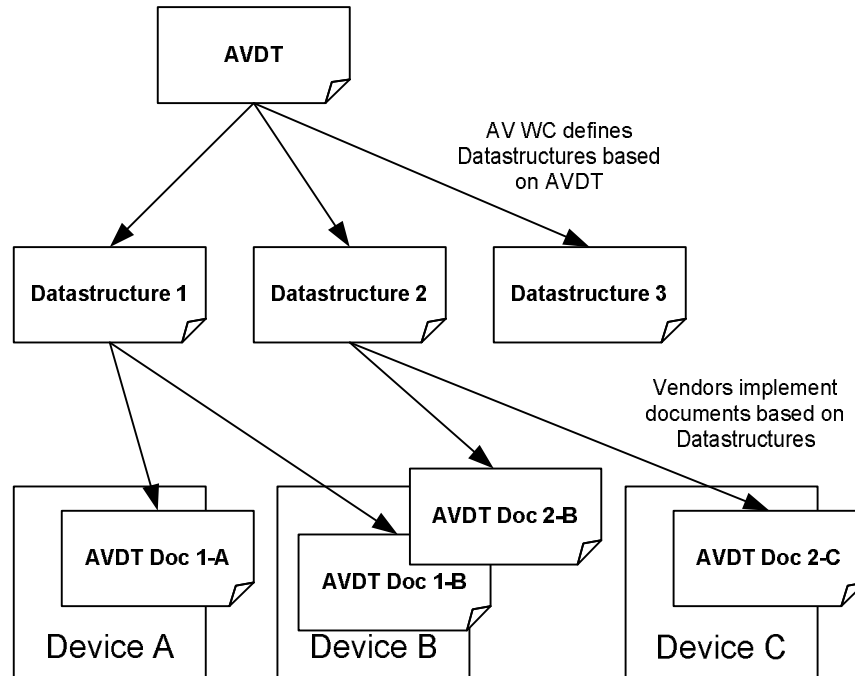 AVDT
AV WC defines
Datastructures based
on AVDT
Datastructure 1
Datastructure 2
Datastructure 3
Vendors implement
documents based on
Datastructures
AVDT Doc 2-B
AVDT Doc 1-A
AVDT Doc 1-B
AVDT Doc 2-C
Device A
Device B
Device C